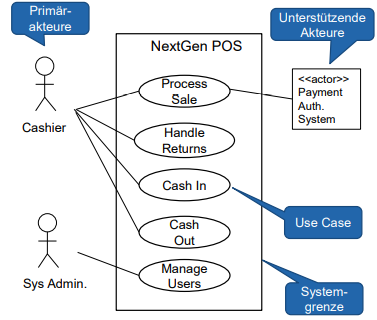 Primär-
akteure
Unterstützende
Akteure
NextGen POS
Process
Sale
<<actor>>
Payment
Auth.
System
Cashier
Handle
Returns
Cash In
Use Case
Cash
Out
Sys Admin.
Manage
Users
System-
grenze